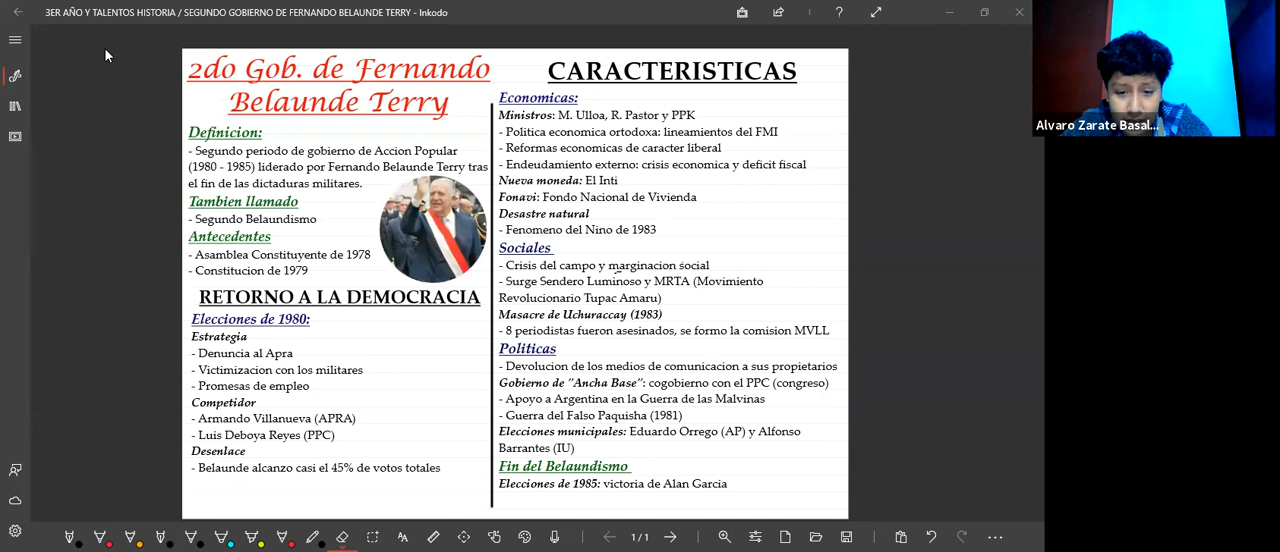 3ER AÑO Y TALENTOS HISTORIA / SEGUNDO GOBIERNO DE FERNANDO BELAUNDE TERRY - Inkodo
2do Gob. de Fernando
Belaunde Terry
Definicion:
- Segundo periodo de gobierno de Accion Popular
(1980 - 1985) liderado por Fernando Belaunde Terry tras
el fin de las dictaduras militares.
Tambien llamado
- Segundo Belaundismo
Antecedentes
- Asamblea Constituyente de 1978
- Constitucion de 1979
RETORNO A LA DEMOCRACIA
Elecciones de 1980:
Estrategia
- Denuncia al Apra
- Victimizacion con los militares
- Promesas de empleo
Competidor
- Armando Villanueva (APRA)
- Luis Deboya Reyes (PPC)
Desenlace
- Belaunde alcanzo casi el 45% de votos totales
CARACTERISTICAS
Economicas:
Ministros: M. Ulloa, R. Pastor y PPK
- Politica economica ortodoxa: lineamientos del FMI
- Reformas economicas de caracter liberal
- Endeudamiento externo: crisis economica y deficit fiscal
Nueva moneda: El Inti
Fonavi: Fondo Nacional de Vivienda
Desastre natural
- Fenomeno del Nino de 1983
Sociales
- Crisis del campo y marginacion social
- Surge Sendero Luminoso y MRTA (Movimiento
Revolucionario Tupac Amaru)
Masacre de Uchuraccay (1983)
- 8 periodistas fueron asesinados, se formo la comision MVLL
Politicas
- Devolucion de los medios de comunicacion a sus propietarios
Gobierno de "Ancha Base": cogobierno con el PPC (congreso)
- Apoyo a Argentina en la Guerra de las Malvinas
- Guerra del Falso Paquisha (1981)
Elecciones municipales: Eduardo Orrego (AP) y Alfonso
Barrantes (IU)
Fin del Belaundismo
Elecciones de 1985: victoria de Alan Garcia
Alvaro Zarate Basal...
1/1